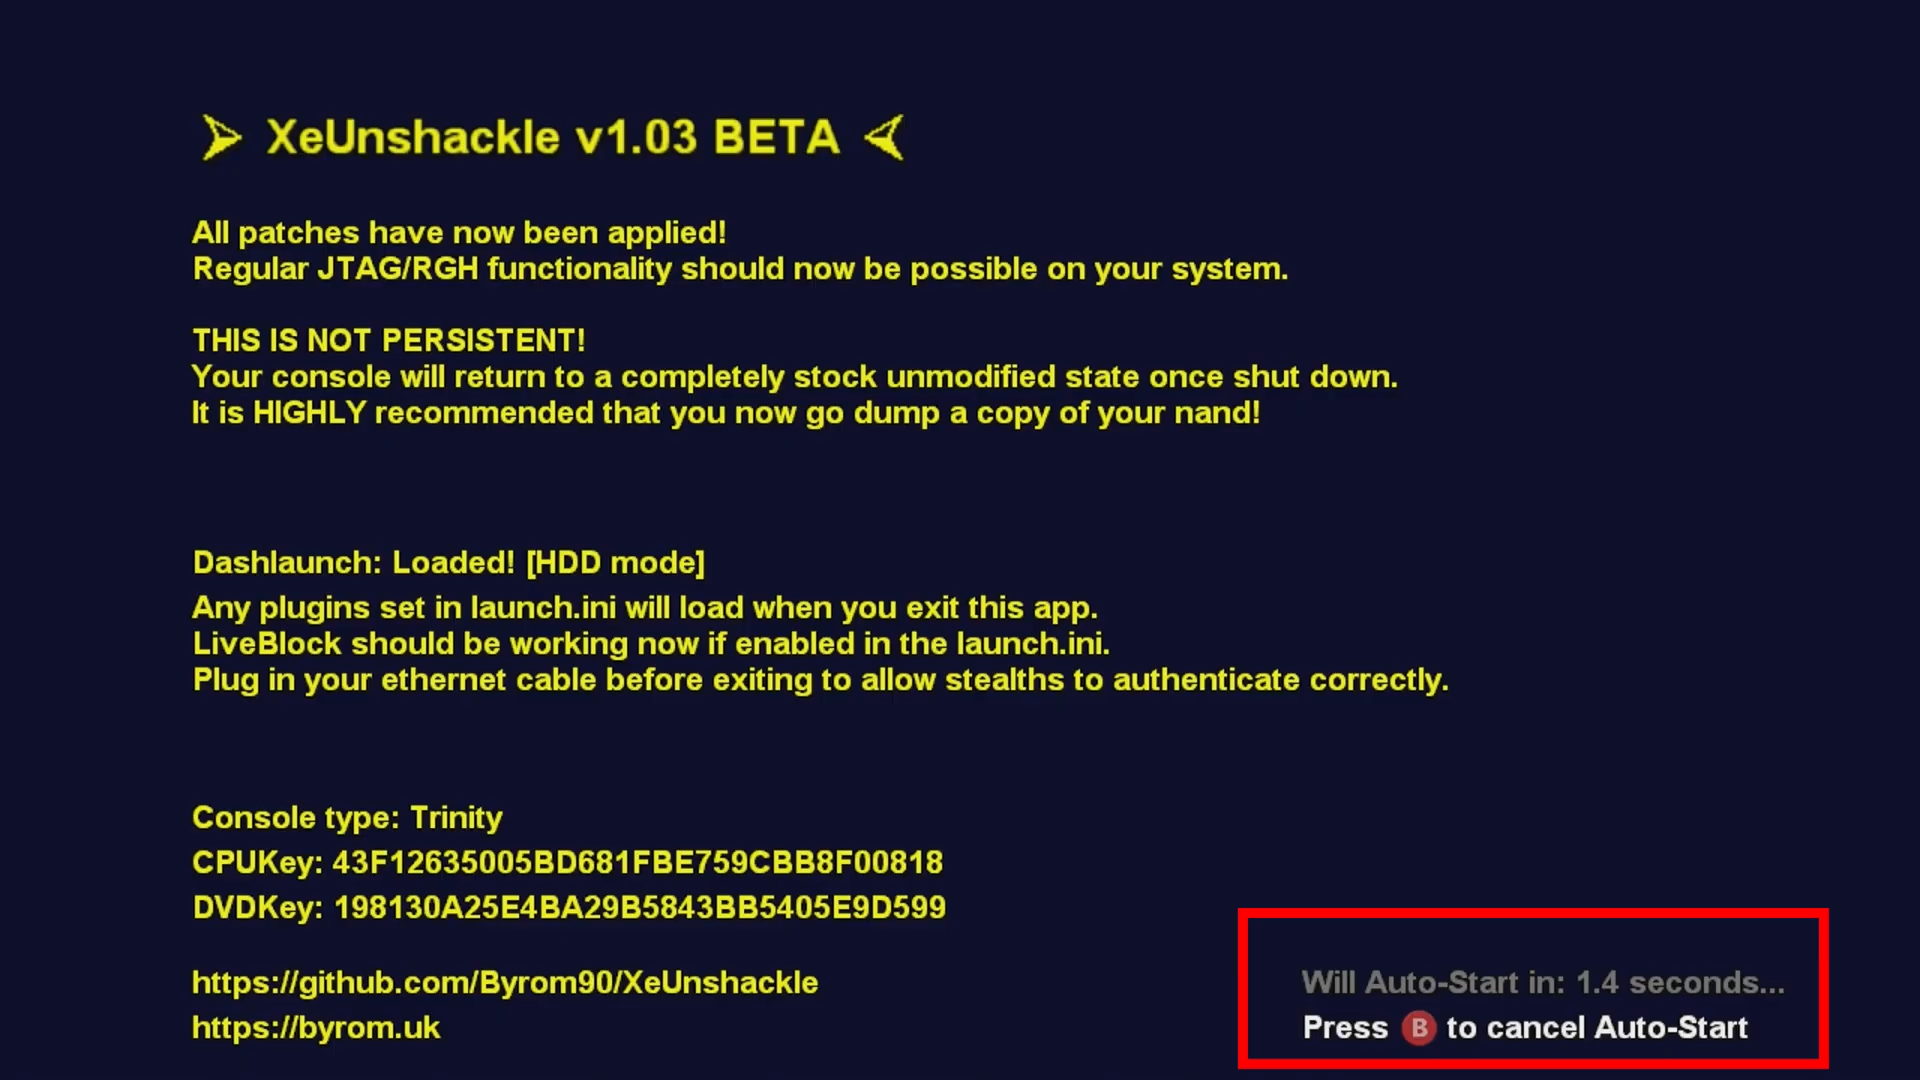 ➢ XeUnshackle v1.03 BETA ⮘
All patches have now been applied!
Regular JTAG/RGH functionality should now be possible on your system.
THIS IS NOT PERSISTENT!
Your console will return to a completely stock unmodified state once shut down.
It is HIGHLY recommended that you now go dump a copy of your nand!
Dashlaunch: Loaded! [HDD mode]
Any plugins set in launch.ini will load when you exit this app.
LiveBlock should be working now if enabled in the launch.ini.
Plug in your ethernet cable before exiting to allow stealths to authenticate correctly.
Console type: Trinity
CPUKey: 43F12635005BD681FBE759CBB8F00818
DVDKey: 198130A25E4BA29B5843BB5405E9D599
https://github.com/Byrom90/XeUnshackle
https://byrom.uk
Will Auto-Start in: 1.4 seconds...
Press B to cancel Auto-Start